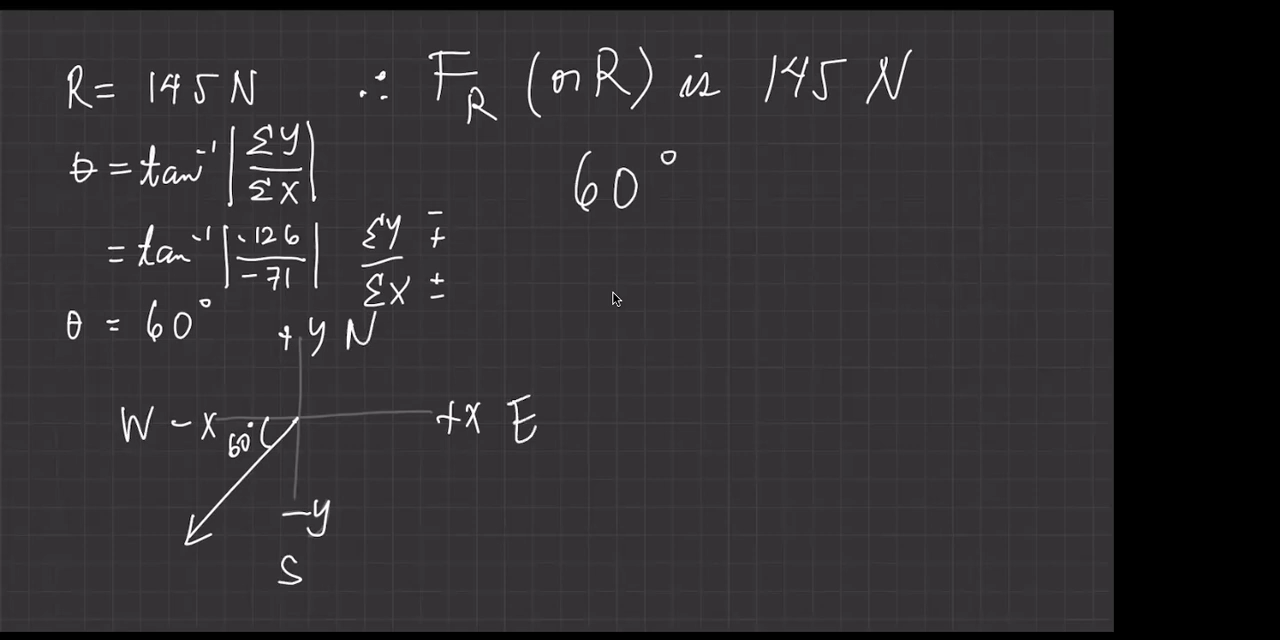 R = 145 N ∴ F_R (or R) is 145 N
θ = tan⁻¹ |ΣY / ΣX|
60°
= tan⁻¹ |-126 / -71| ΣY / ΣX - + ± -
θ = 60°
+ y N
W - x 60° +x E
-y
S